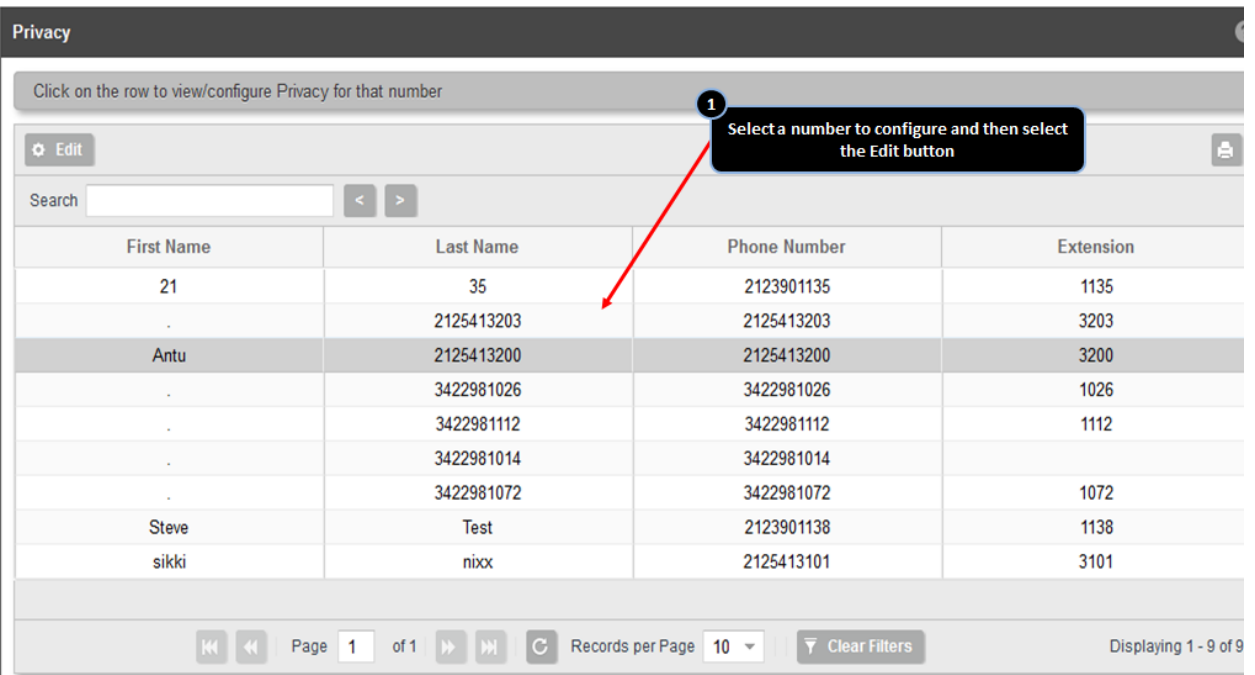 Privacy
Click on the row to view/configure Privacy for that number
1
Select a number to configure and then select
the Edit button
Edit
Search < >
First Name Last Name Phone Number Extension
21 35 2123901135 1135
. 2125413203 2125413203 3203
Antu 2125413200 2125413200 3200
. 3422981026 3422981026 1026
. 3422981112 3422981112 1112
. 3422981014 3422981014
. 3422981072 3422981072 1072
Steve Test 2123901138 1138
sikki nixx 2125413101 3101
Page 1 of 1 Records per Page 10 Clear Filters Displaying 1 - 9 of 9